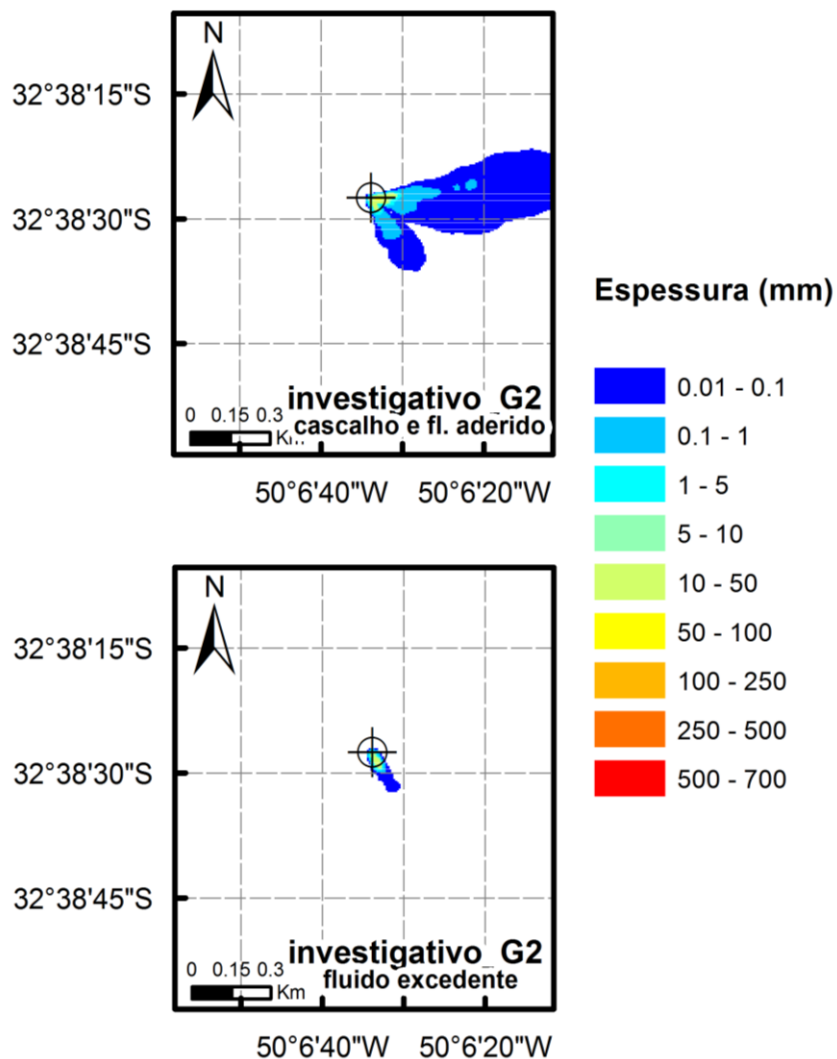 N
32°38'15"S
32°38'30"S
32°38'45"S
investigativo_G2
cascalho e fl. aderido
0 0.15 0.3
Km
50°6'40"W 50°6'20"W
Espessura (mm)
0.01 - 0.1
0.1 - 1
1 - 5
5 - 10
10 - 50
50 - 100
100 - 250
250 - 500
500 - 700
N
32°38'15"S
32°38'30"S
32°38'45"S
investigativo_G2
fluido excedente
0 0.15 0.3
Km
50°6'40"W 50°6'20"W